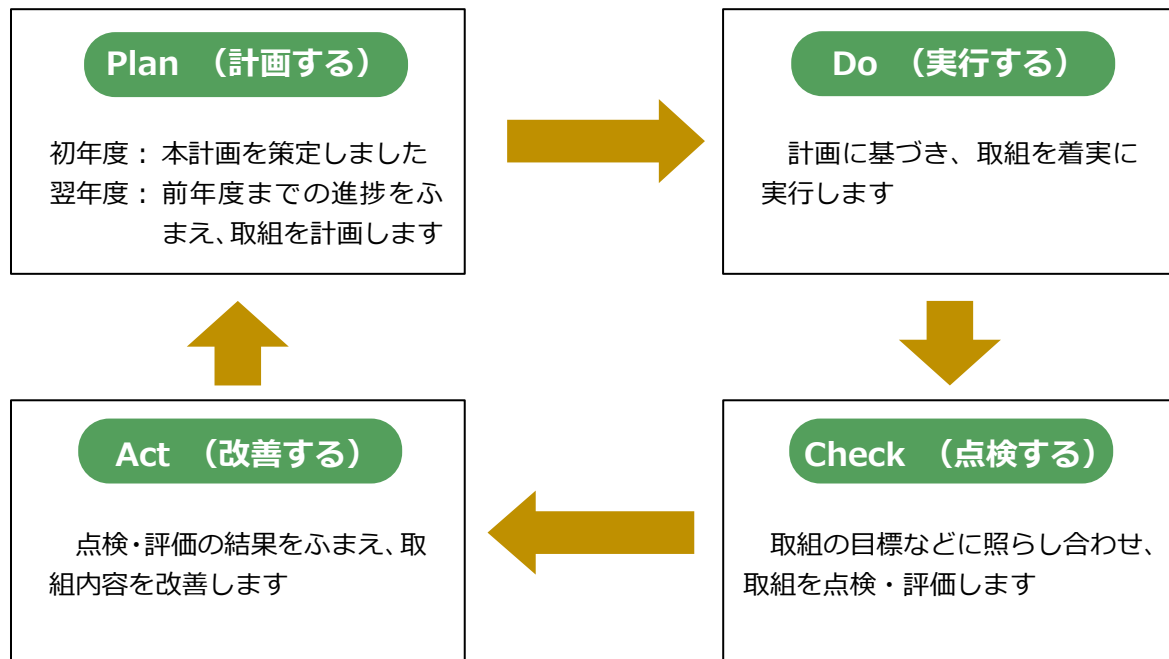 Plan （計画する）
初年度： 本計画を策定しました
翌年度： 前年度までの進捗をふ
まえ、取組を計画します
Do （実行する）
計画に基づき、取組を着実に
実行します
Act （改善する）
点検・評価の結果をふまえ、取
組内容を改善します
Check （点検する）
取組の目標などに照らし合わせ、
取組を点検・評価します